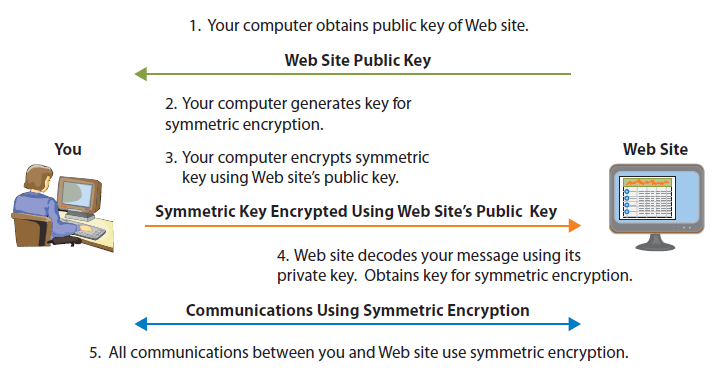 1. Your computer obtains public key of Web site.
Web Site Public Key
2. Your computer generates key for
symmetric encryption.
You
Web Site
3. Your computer encrypts symmetric
key using Web site's public key.
Symmetric Key Encrypted Using Web Site's Public Key
4. Web site decodes your message using its
private key. Obtains key for symmetric encryption.
Communications Using Symmetric Encryption
5. All communications between you and Web site use symmetric encryption.